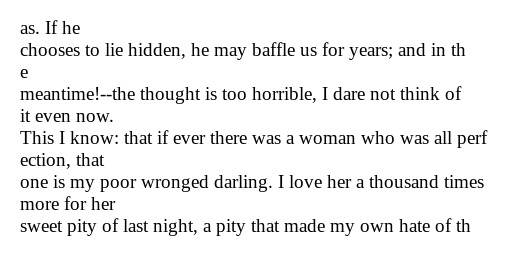 as. If he
chooses to lie hidden, he may baffle us for years; and in th
e
meantime!--the thought is too horrible, I dare not think of
it even now.
This I know: that if ever there was a woman who was all perf
ection, that
one is my poor wronged darling. I love her a thousand times
more for her
sweet pity of last night, a pity that made my own hate of th